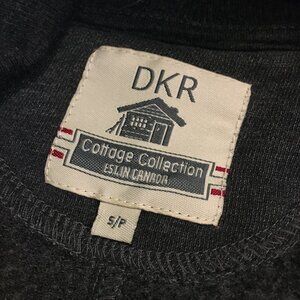 DKR
Cottage Collection
EST.IN CANADA
S/P